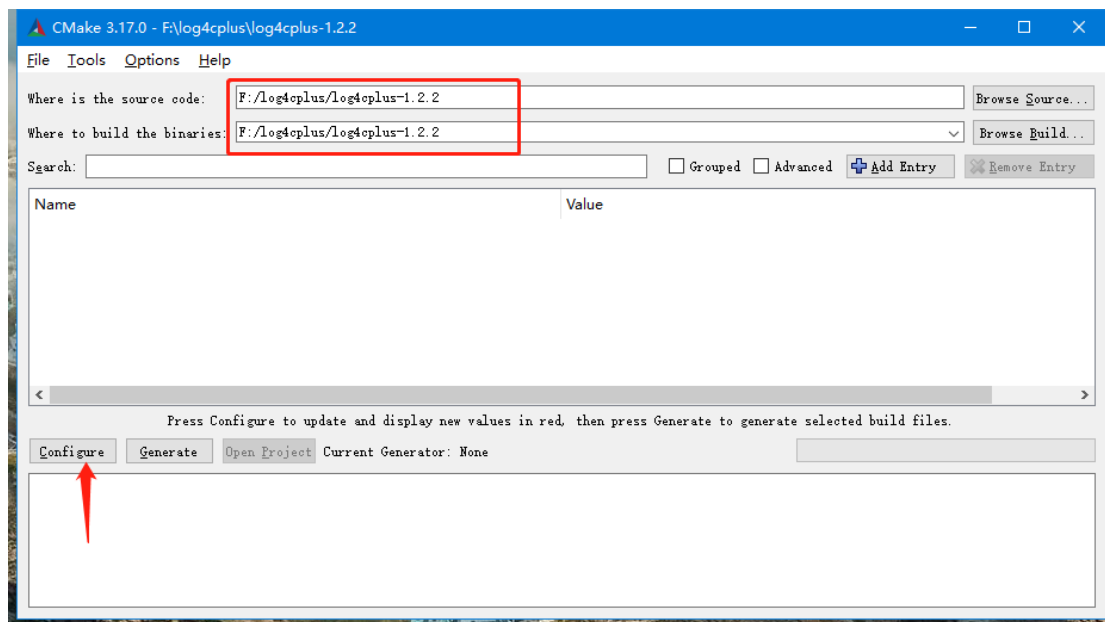 CMake 3.17.0 - F:\log4cplus\log4cplus-1.2.2
File Tools Options Help
Where is the source code: F:/log4cplus/log4cplus-1.2.2 Browse Source...
Where to build the binaries: F:/log4cplus/log4cplus-1.2.2 Browse Build...
Search: Grouped Advanced Add Entry Remove Entry
Name Value
Press Configure to update and display new values in red, then press Generate to generate selected build files.
Configure Generate Open Project Current Generator: None